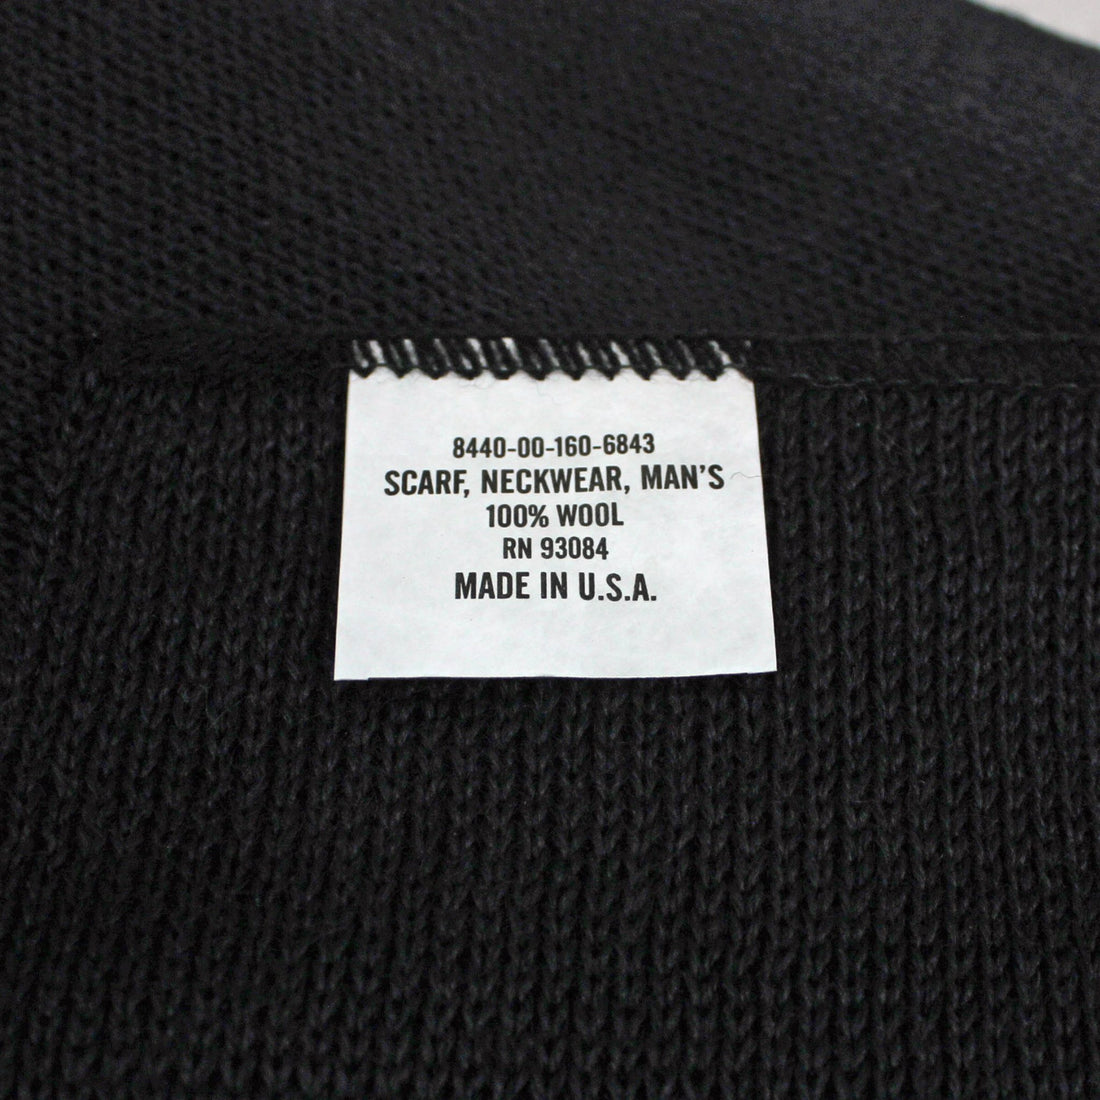 8440-00-160-6843
SCARF, NECKWEAR, MAN'S
100% WOOL
RN 93084
MADE IN U.S.A.